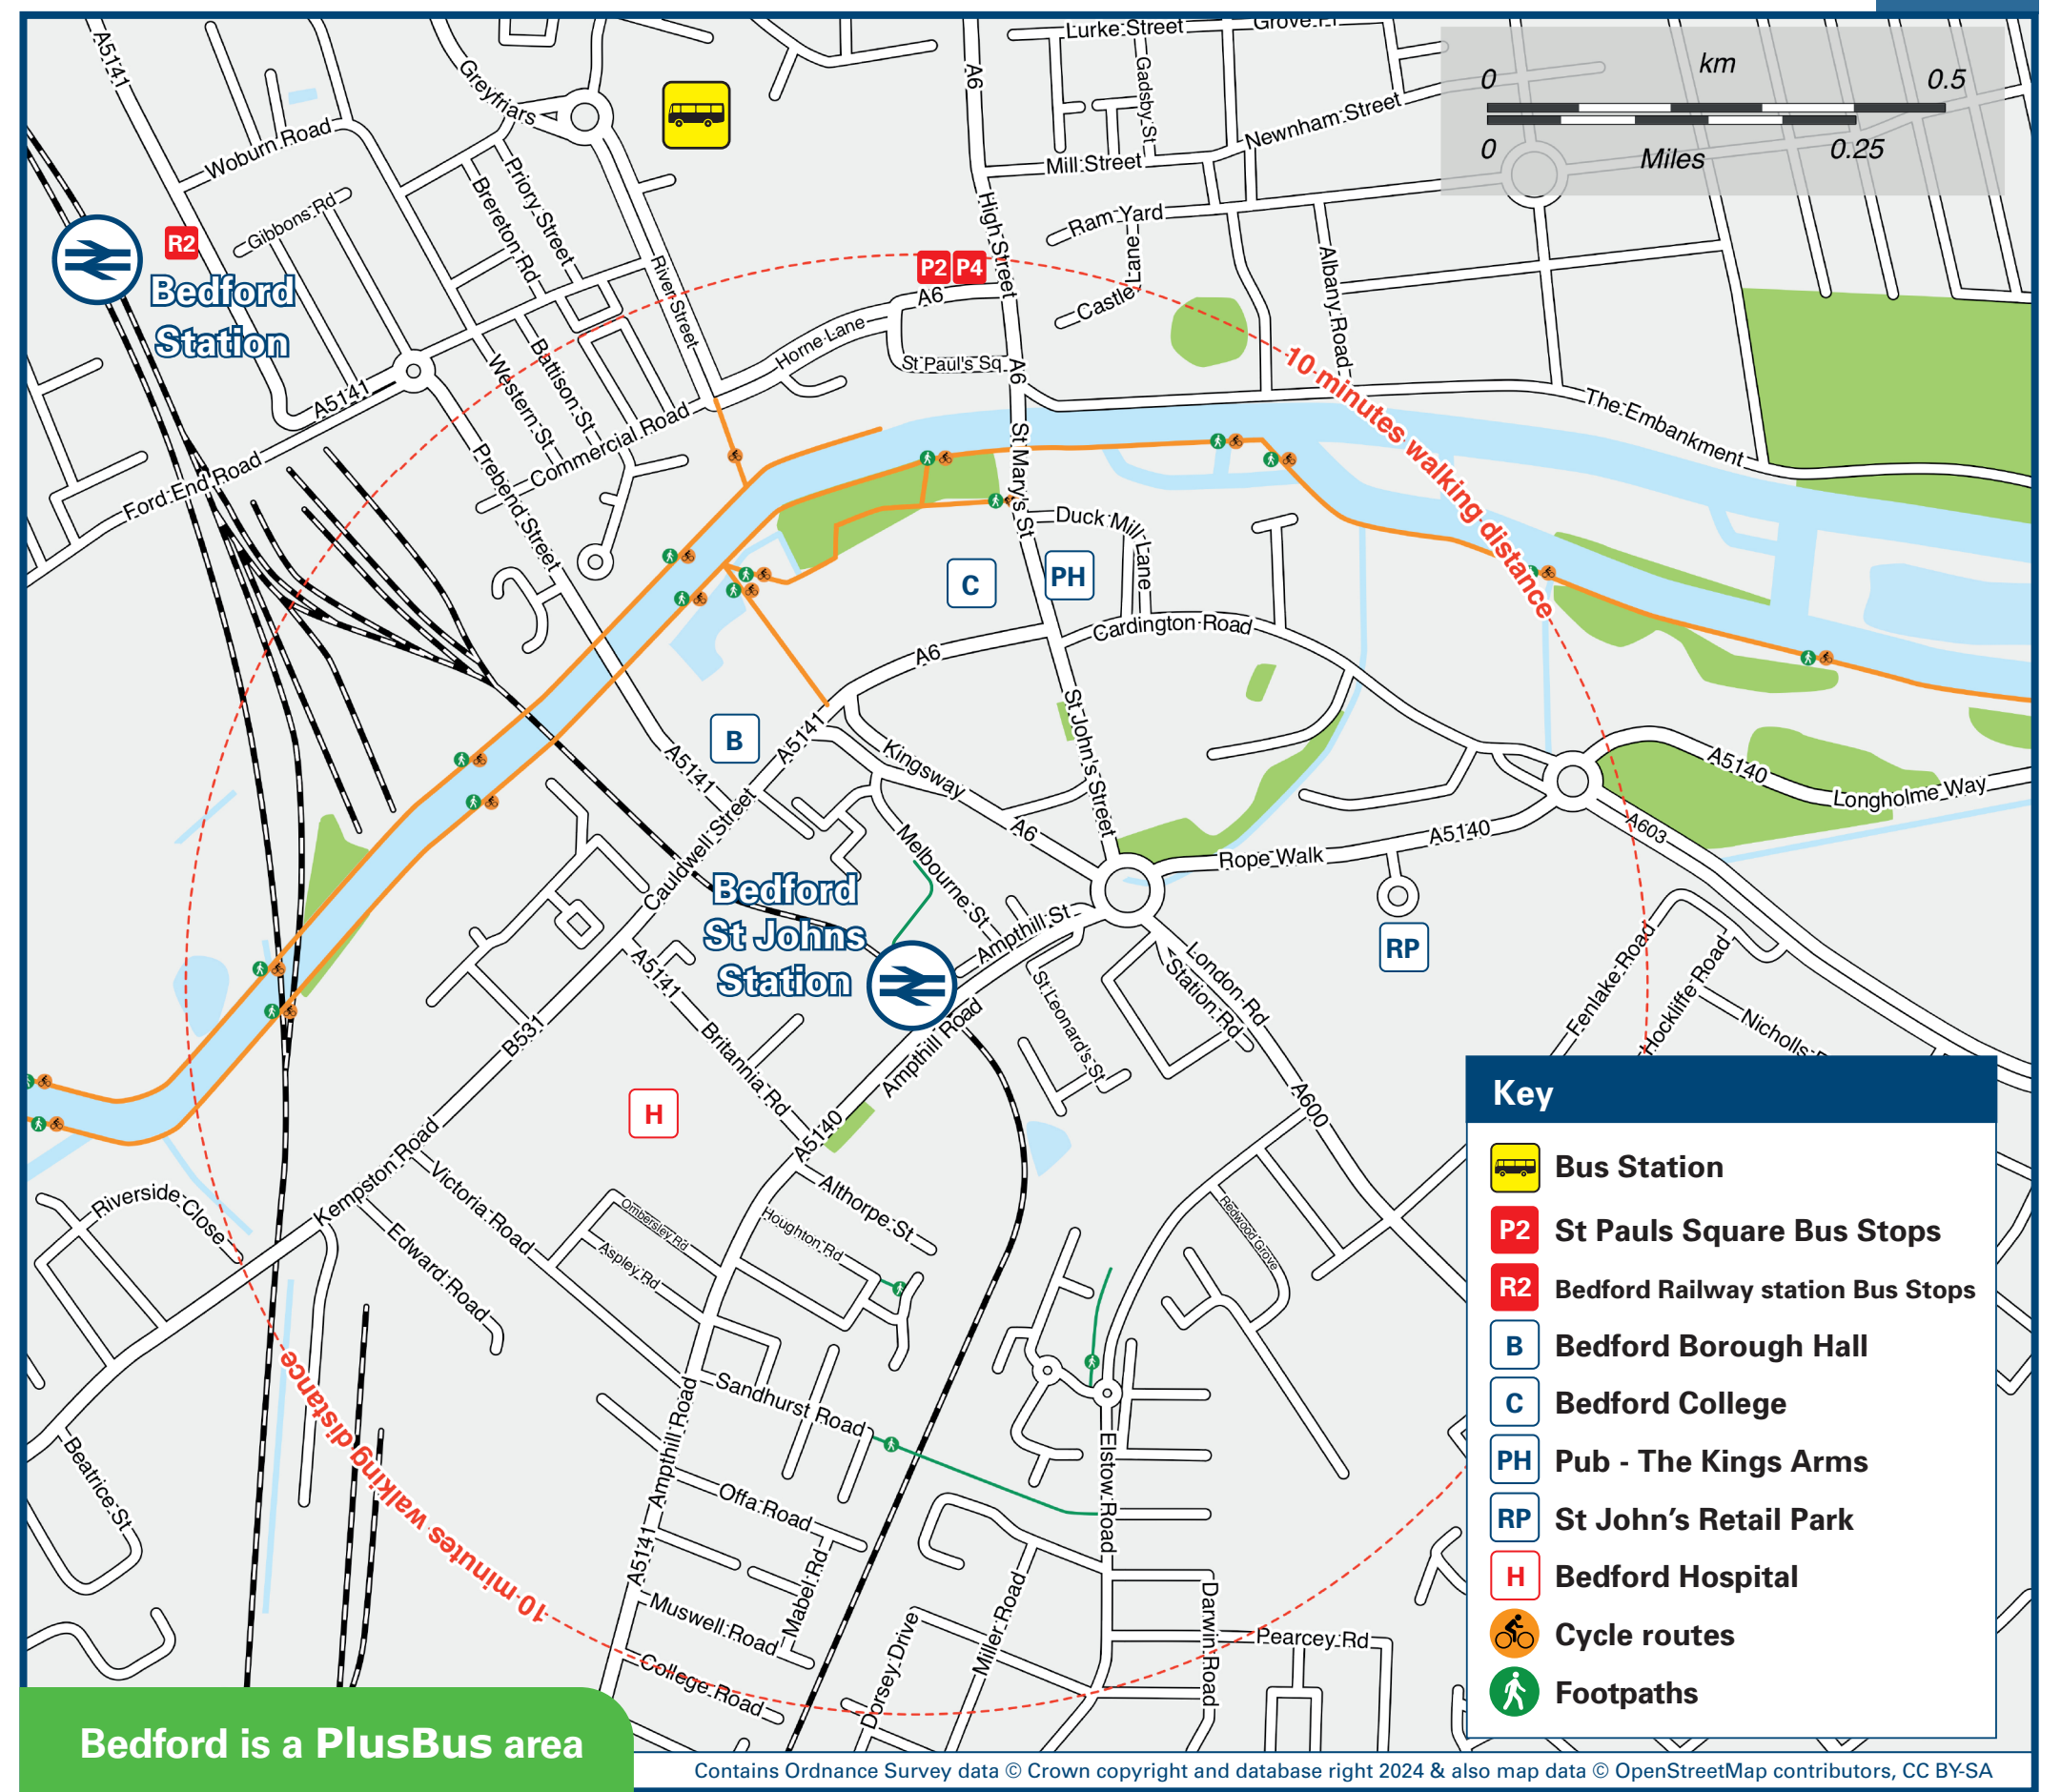 A5141
Greyfriars
Woburn Road
Gibbons Rd
Priory Street
Brereton Rd
River Street
R2
Bedford
Station
A6
Lurke Street
Gadsby St
Newnham Street
Mill Street
High Street
Ram Yard
Castle Lane
Albany Road
km
0
0.5
0
Miles
0.25
P2
P4
A6
Horne Lane
St Paul's Sq
A6
A5141
Western St
Battison St
Commercial Road
Ford End Road
Prebend Street
10 minutes walking distance
The Embankment
St Mary's St
Duck Mill Lane
C
PH
Cardington Road
A6
St John's Street
B
A5141
A5141
Kingsway
A6
Cauldwell Street
Melbourne St
Rope Walk
A5140
A5140
Longholme Way
A603
RP
Bedford
St Johns
Station
Ampthill St
Ampthill Road
St Leonard's St
Station Rd
London Rd
A600
Fenlake Road
Hockliffe Road
A5141
Britannia Rd
B531
H
A5140
Kempston Road
Riverside Close
Victoria Road
Edward Road
Ombersley Rd
Aspley Rd
Althorpe St
Houghton Rd
Redwood Grove
Sandhurst Road
Ampthill Road
Offa Road
A5141
Mabel Rd
Muswell Road
College Road
Dorsey Drive
Miller Road
Elstow Road
Darwin Road
Pearcey Rd
Beatrice St
10 minutes walking distance
Key
Bus Station
P2 St Pauls Square Bus Stops
R2 Bedford Railway station Bus Stops
B Bedford Borough Hall
C Bedford College
PH Pub - The Kings Arms
RP St John’s Retail Park
H Bedford Hospital
Cycle routes
Footpaths
Bedford is a PlusBus area
Contains Ordnance Survey data © Crown copyright and database right 2024 & also map data © OpenStreetMap contributors, CC BY-SA